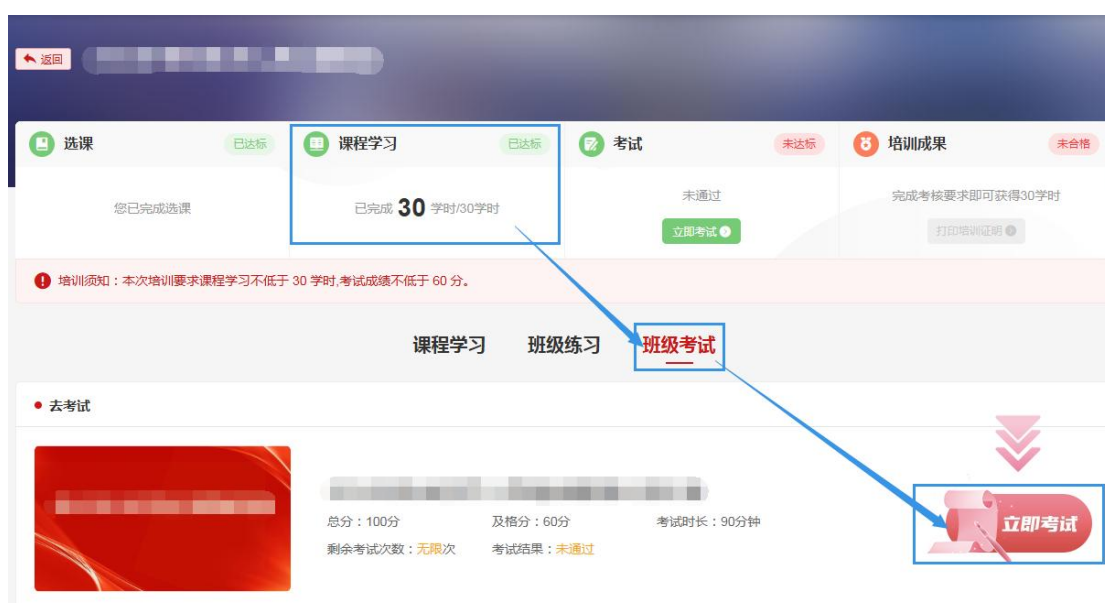 返回
选课 已达标
您已完成选课
课程学习 已达标
已完成 30 学时/30学时
考试 未达标
未通过
立即考试
培训成果 未合格
完成考核要求即可获得30学时
打印培训证明
培训须知：本次培训要求课程学习不低于 30 学时,考试成绩不低于 60 分。
课程学习 班级练习 班级考试
去考试
总分：100分 及格分：60分 考试时长：90分钟
剩余考试次数：无限次 考试结果：未通过
立即考试